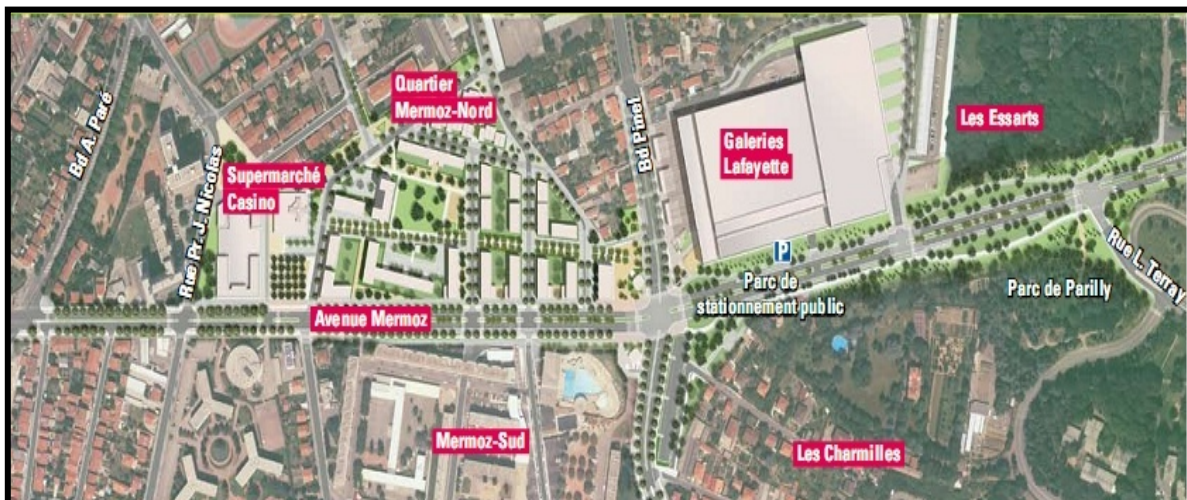 Bd A. Paré
Rue Pr. J. Nicolas
Supermarché
Casino
Quartier
Mermoz-Nord
Bd Pinel
Galeries
Lafayette
Les Essarts
P
Parc de
stationnement public
Parc de Parilly
Rue L. Terray
Avenue Mermoz
Mermoz-Sud
Les Charmilles